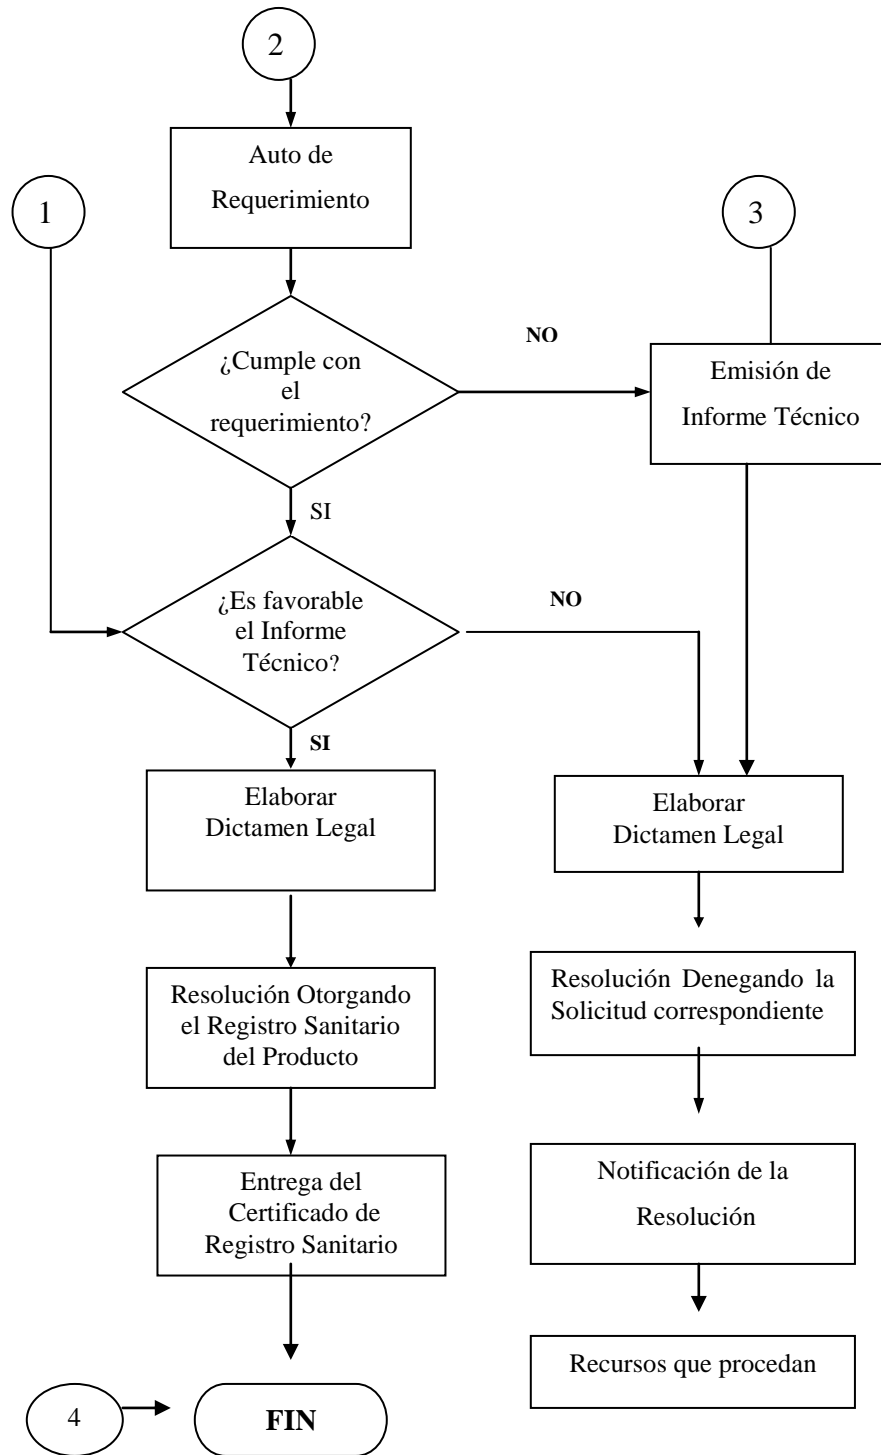 2
Auto de
Requerimiento
1
3
¿Cumple con
el
requerimiento?
NO
Emisión de
Informe Técnico
SI
¿Es favorable
el Informe
Técnico?
NO
SI
Elaborar
Dictamen Legal
Elaborar
Dictamen Legal
Resolución Otorgando
el Registro Sanitario
del Producto
Resolución Denegando la
Solicitud correspondiente
Entrega del
Certificado de
Registro Sanitario
Notificación de la
Resolución
Recursos que procedan
4
FIN